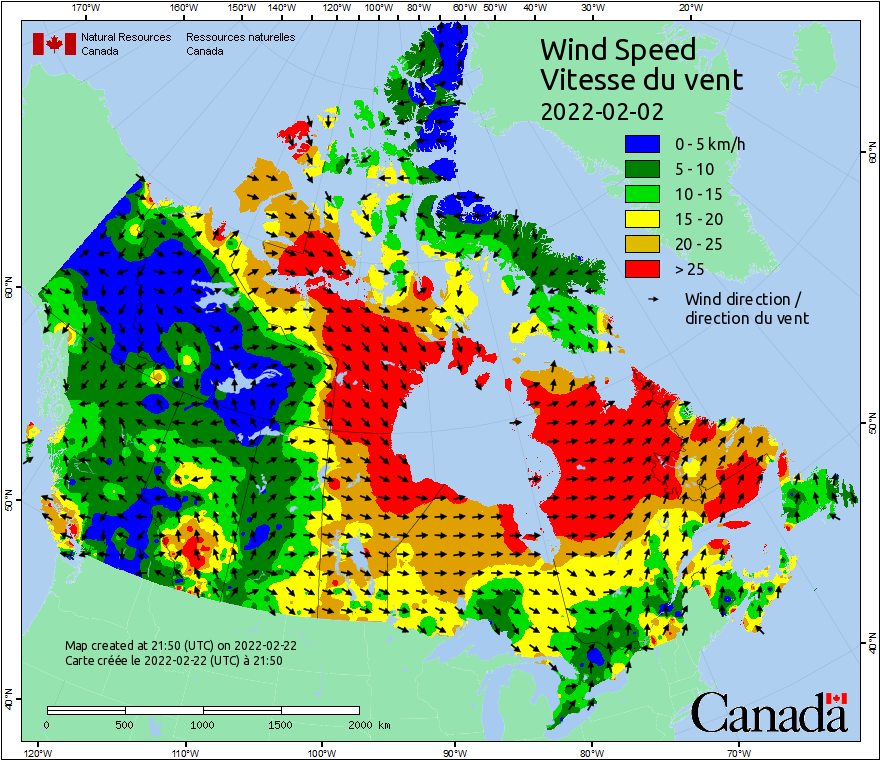 170°W 160°W 150°W 140°W 120°W 100°W 80°W 60°W 50°W 40°W 30°W 20°W
Natural Resources Canada
Ressources naturelles Canada
Wind Speed
Vitesse du vent
2022-02-02
0 - 5 km/h
5 - 10
10 - 15
15 - 20
20 - 25
> 25
Wind direction /
direction du vent
60°N
50°N
40°N
60°N
50°N
40°N
Map created at 21:50 (UTC) on 2022-02-22
Carte créée le 2022-02-22 (UTC) à 21:50
0 500 1000 1500 2000 km
Canada
120°W 110°W 100°W 90°W 80°W 70°W